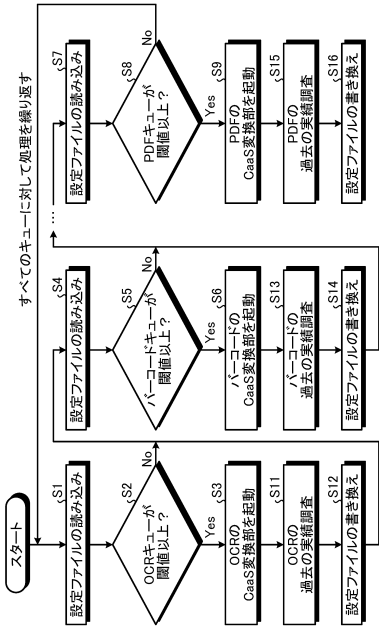 スタート
すべてのキューに対して処理を繰り返す
S1
設定ファイルの読み込み
S2
OCRキューが
閾値以上?
No
Yes
S3
OCRの
CaaS変換部を起動
S11
OCRの
過去の実績調査
S12
設定ファイルの書き換え
S4
設定ファイルの読み込み
S5
バーコードキューが
閾値以上?
No
Yes
S6
バーコードの
CaaS変換部を起動
S13
バーコードの
過去の実績調査
S14
設定ファイルの書き換え
…
S7
設定ファイルの読み込み
S8
PDFキューが
閾値以上?
No
Yes
S9
PDFの
CaaS変換部を起動
S15
PDFの
過去の実績調査
S16
設定ファイルの書き換え